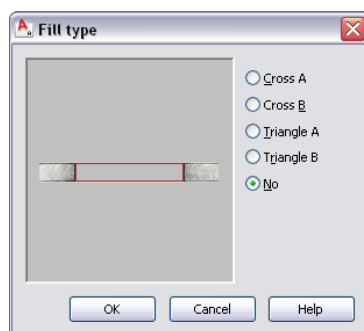 Fill type
Cross A
Cross B
Triangle A
Triangle B
No
OK
Cancel
Help